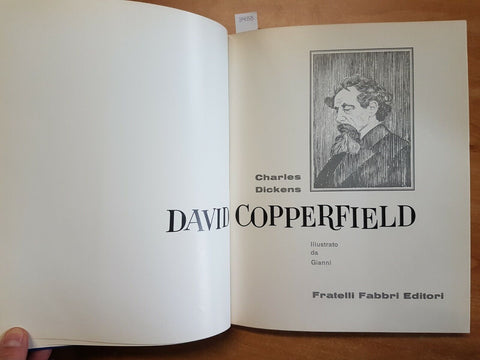 Charles
Dickens
DAVID COPPERFIELD
Illustrato
da
Gianni
Fratelli Fabbri Editori